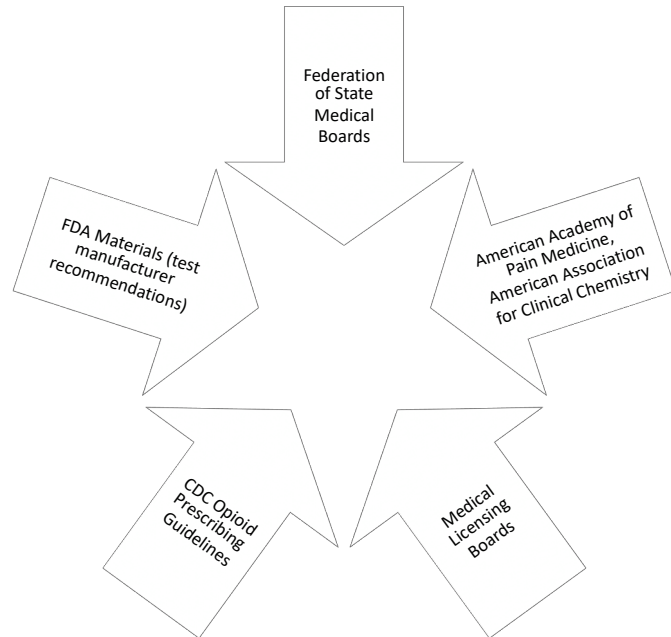 Federation
of State
Medical
Boards
FDA Materials (test
manufacturer
recommendations)
American Academy of
Pain Medicine,
American Association
for Clinical Chemistry
CDC Opioid
Prescribing
Guidelines
Medical
Licensing
Boards